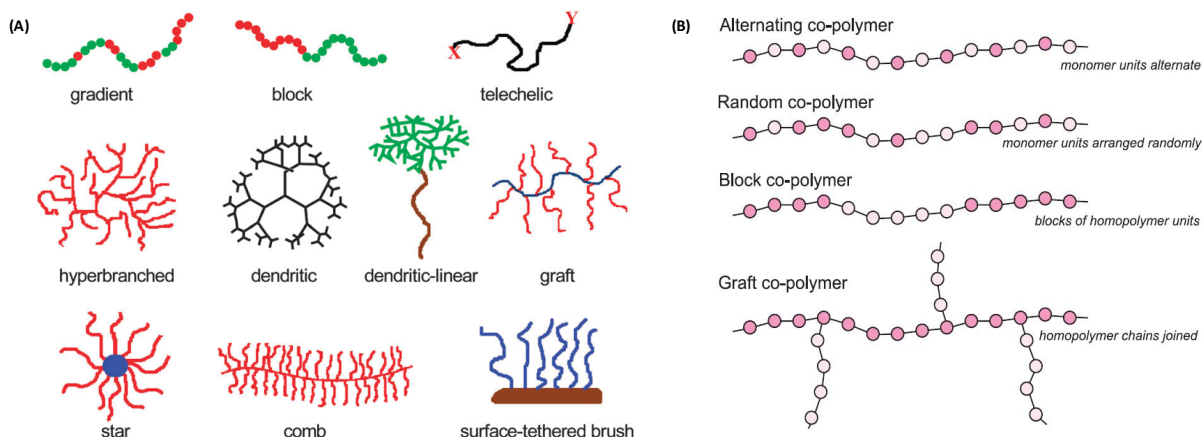 (A)
X
Y
gradient
block
telechelic
hyperbranched
dendritic
dendritic-linear
graft
star
comb
surface-tethered brush
(B)
Alternating co-polymer
monomer units alternate
Random co-polymer
monomer units arranged randomly
Block co-polymer
blocks of homopolymer units
Graft co-polymer
homopolymer chains joined